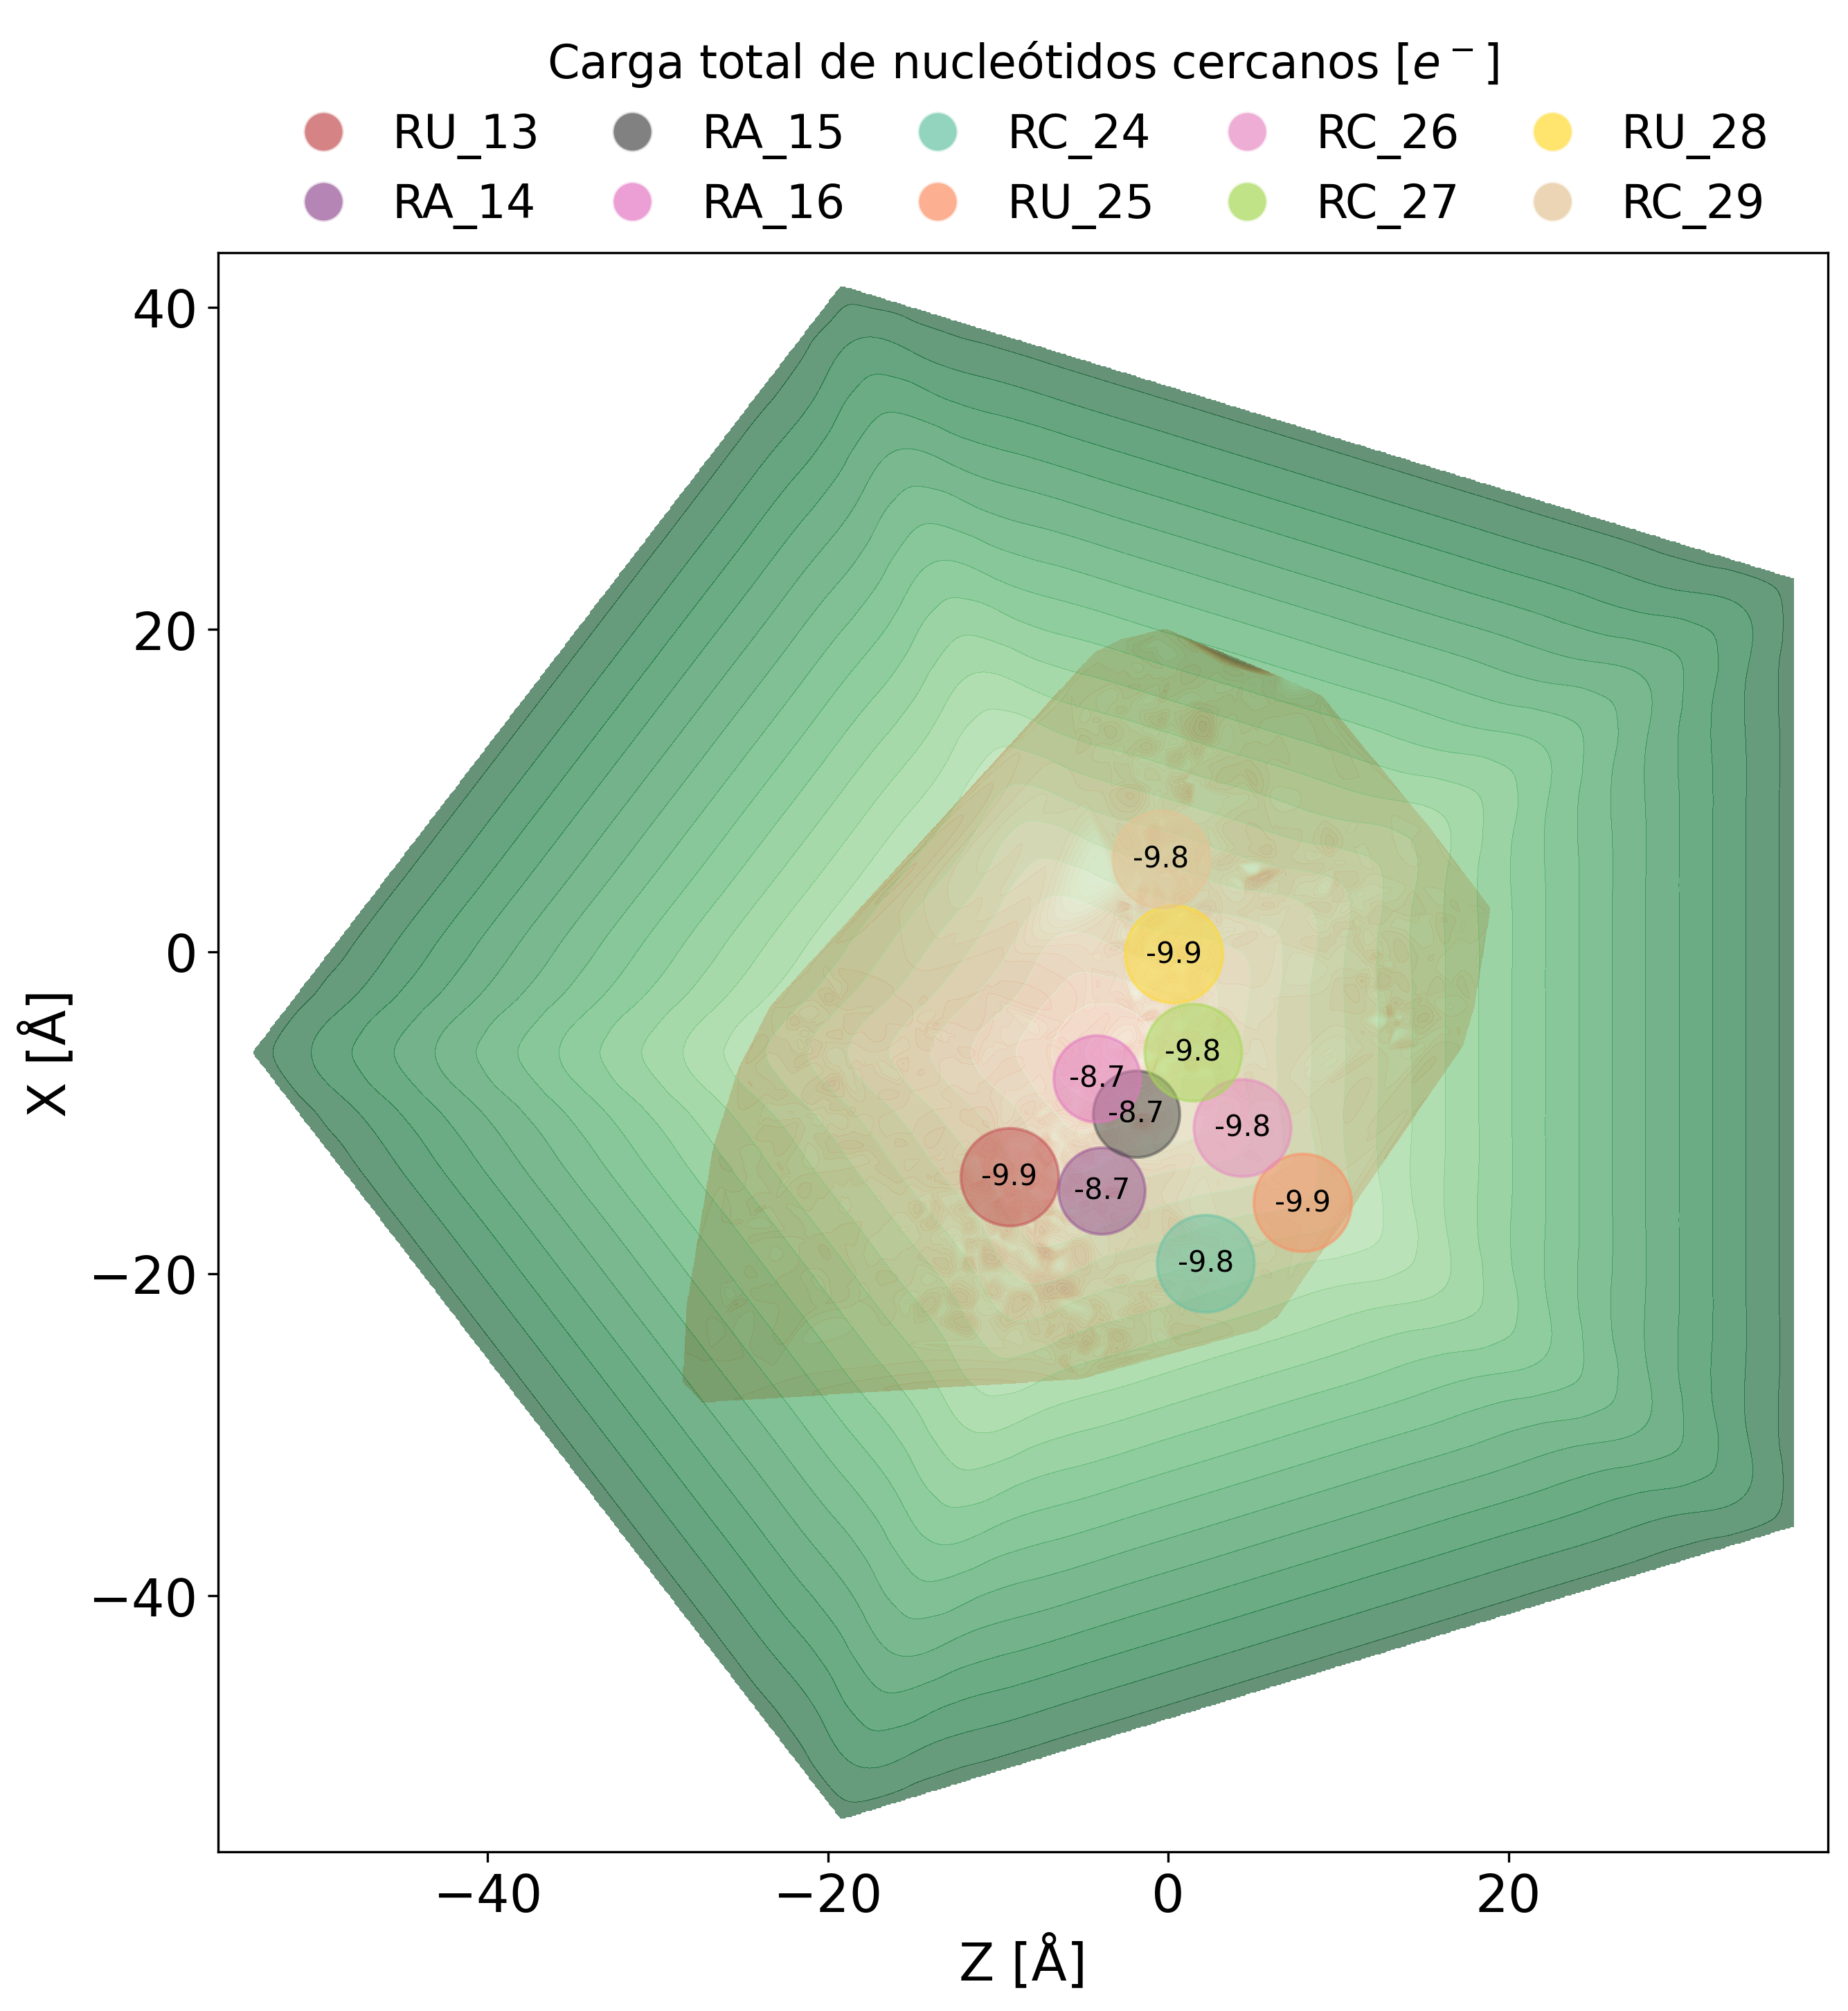 Carga total de nucleótidos cercanos [e⁻]
RU_13 RA_15 RC_24 RC_26 RU_28
RA_14 RA_16 RU_25 RC_27 RC_29
40
20
0
−20
−40
X [Å]
-9.8
-9.9
-9.8
-8.7
-8.7
-9.8
-9.9
-8.7
-9.9
-9.8
−40 −20 0 20
Z [Å]